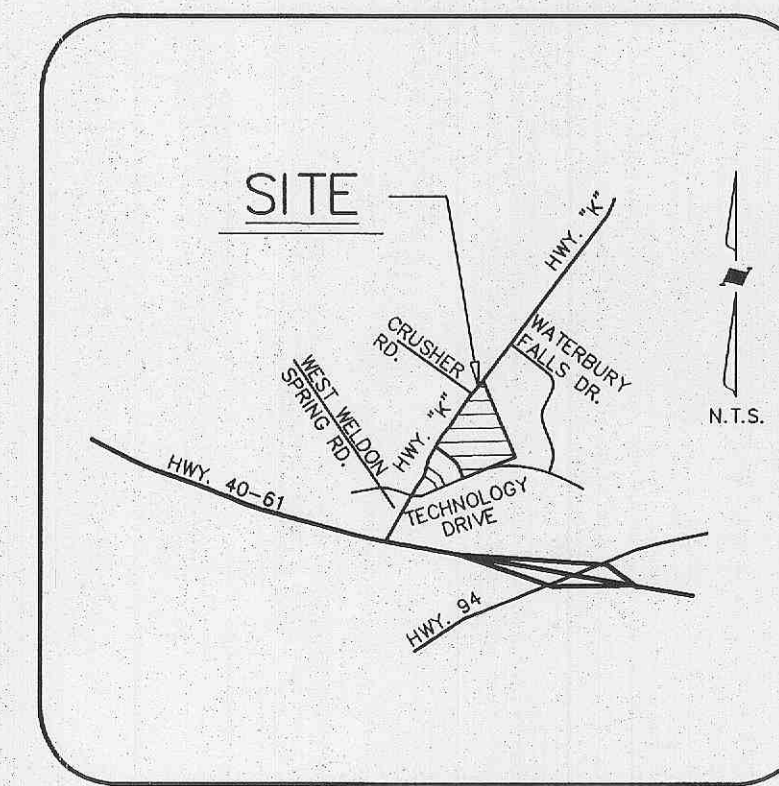 SITE
HWY. "K"
CRUSHER
RD.
WATERBURY
FALLS DR.
WEST WELDON
SPRING RD.
HWY. "K"
N.T.S.
HWY. 40-61
TECHNOLOGY
DRIVE
HWY. 94